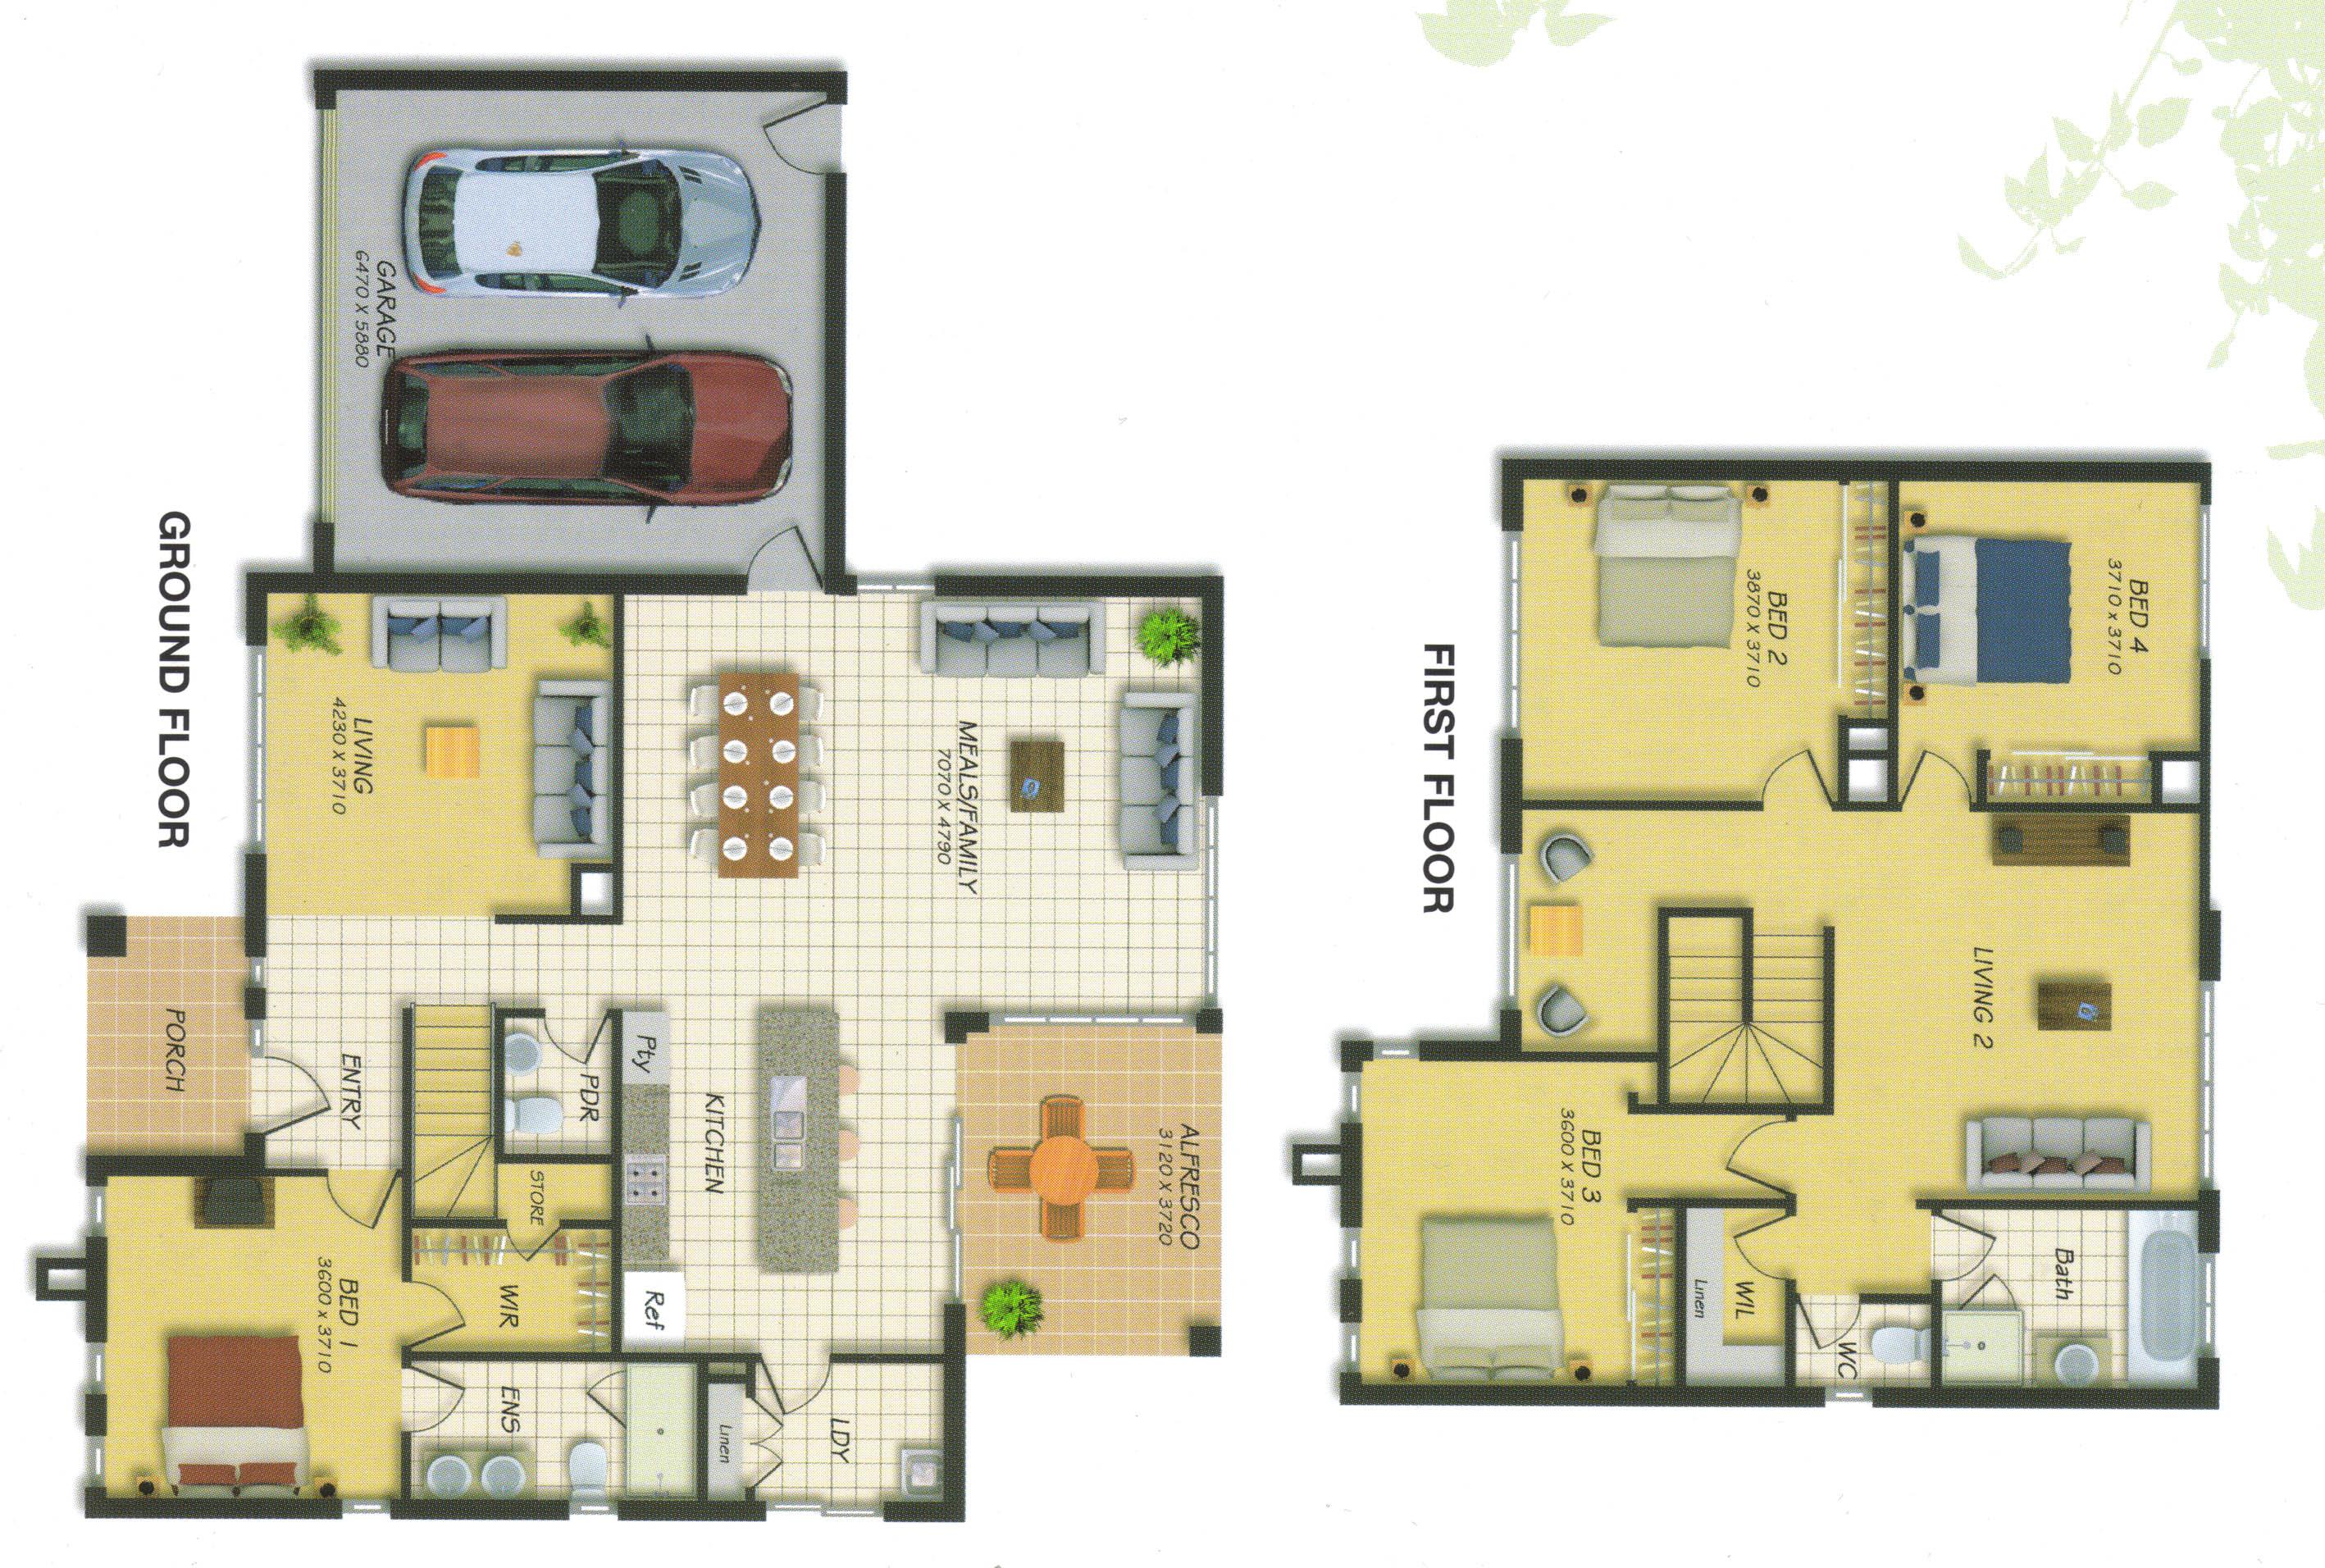 GROUND FLOOR
GARAGE
6470 X 5880
LIVING
4230 X 3710
MEALS/FAMILY
7070 X 4790
PORCH
ENTRY
PDR
Pty
KITCHEN
ALFRESCO
3120 X 3720
STORE
WIR
Ref
BED 1
3600 x 3710
ENS
Linen
LDY
FIRST FLOOR
BED 2
3870 X 3710
BED 4
3710 x 3710
LIVING 2
BED 3
3600 X 3710
WIL
Linen
WC
Bath